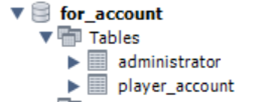 for_account
Tables
administrator
player_account